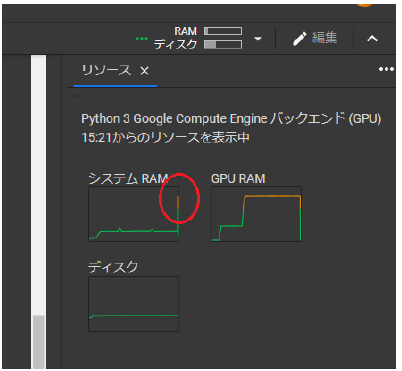 RAM
ディスク
編集
リソース
Python 3 Google Compute Engine バックエンド (GPU)
15:21からのリソースを表示中
システム RAM
GPU RAM
ディスク